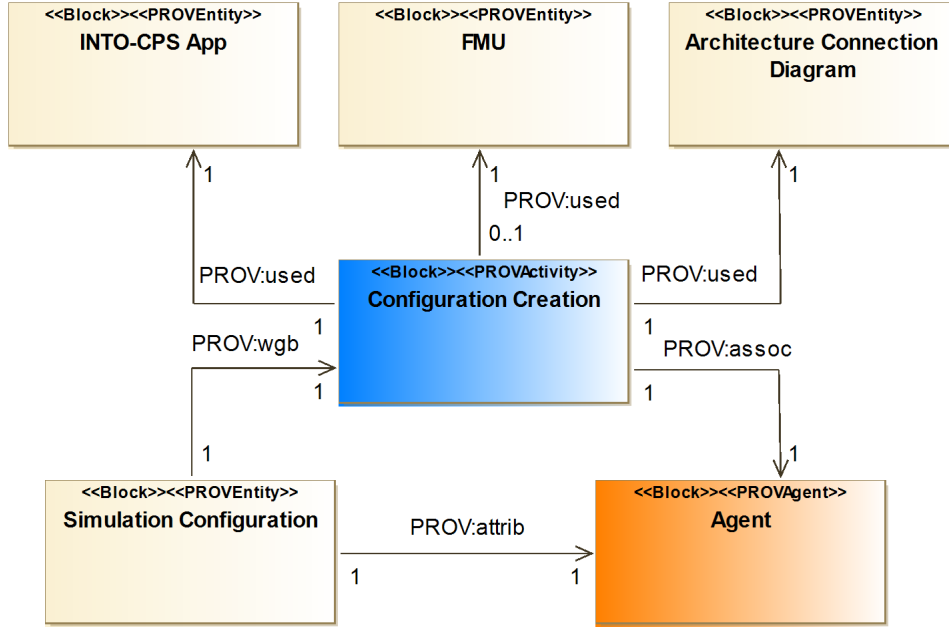 <<Block>><<PROVEntity>>
INTO-CPS App
<<Block>><<PROVEntity>>
FMU
<<Block>><<PROVEntity>>
Architecture Connection
Diagram
1
1
1
PROV:used
0..1
PROV:used
<<Block>><<PROVActivity>>
Configuration Creation
PROV:used
1
1
PROV:wgb
PROV:assoc
1
1
1
1
<<Block>><<PROVEntity>>
Simulation Configuration
<<Block>><<PROVAgent>>
Agent
PROV:attrib
1
1